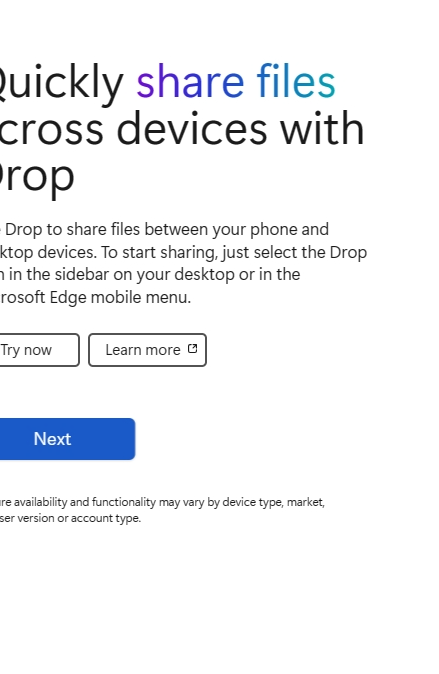 Quickly share files
cross devices with
Drop
Drop to share files between your phone and
ktop devices. To start sharing, just select the Drop
n in the sidebar on your desktop or in the
rosoft Edge mobile menu.
Try now
Learn more
Next
re availability and functionality may vary by device type, market,
ser version or account type.